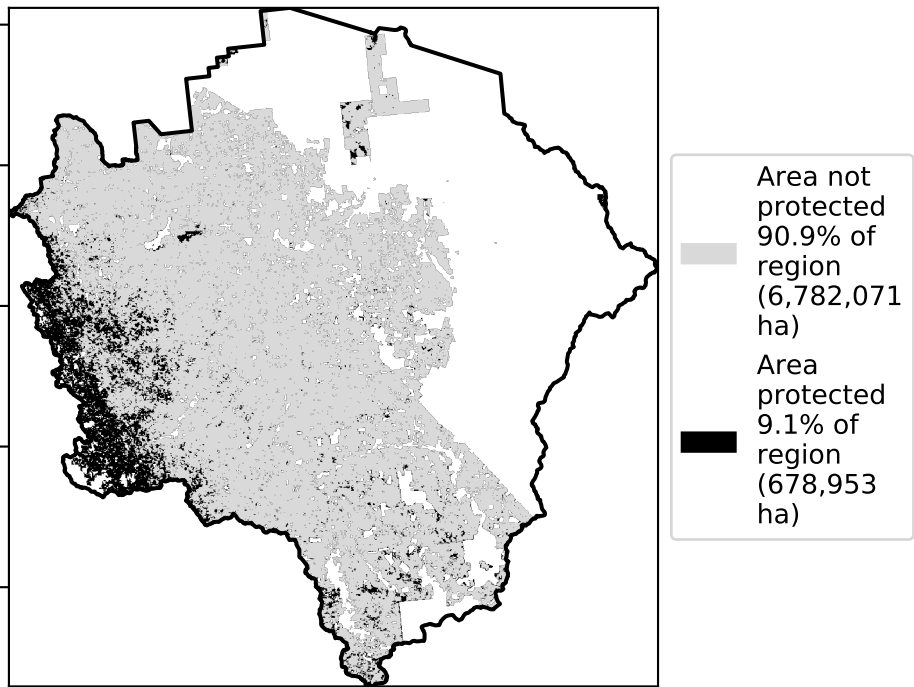 Area not
protected
90.9% of
region
(6,782,071
ha)
Area
protected
9.1% of
region
(678,953
ha)